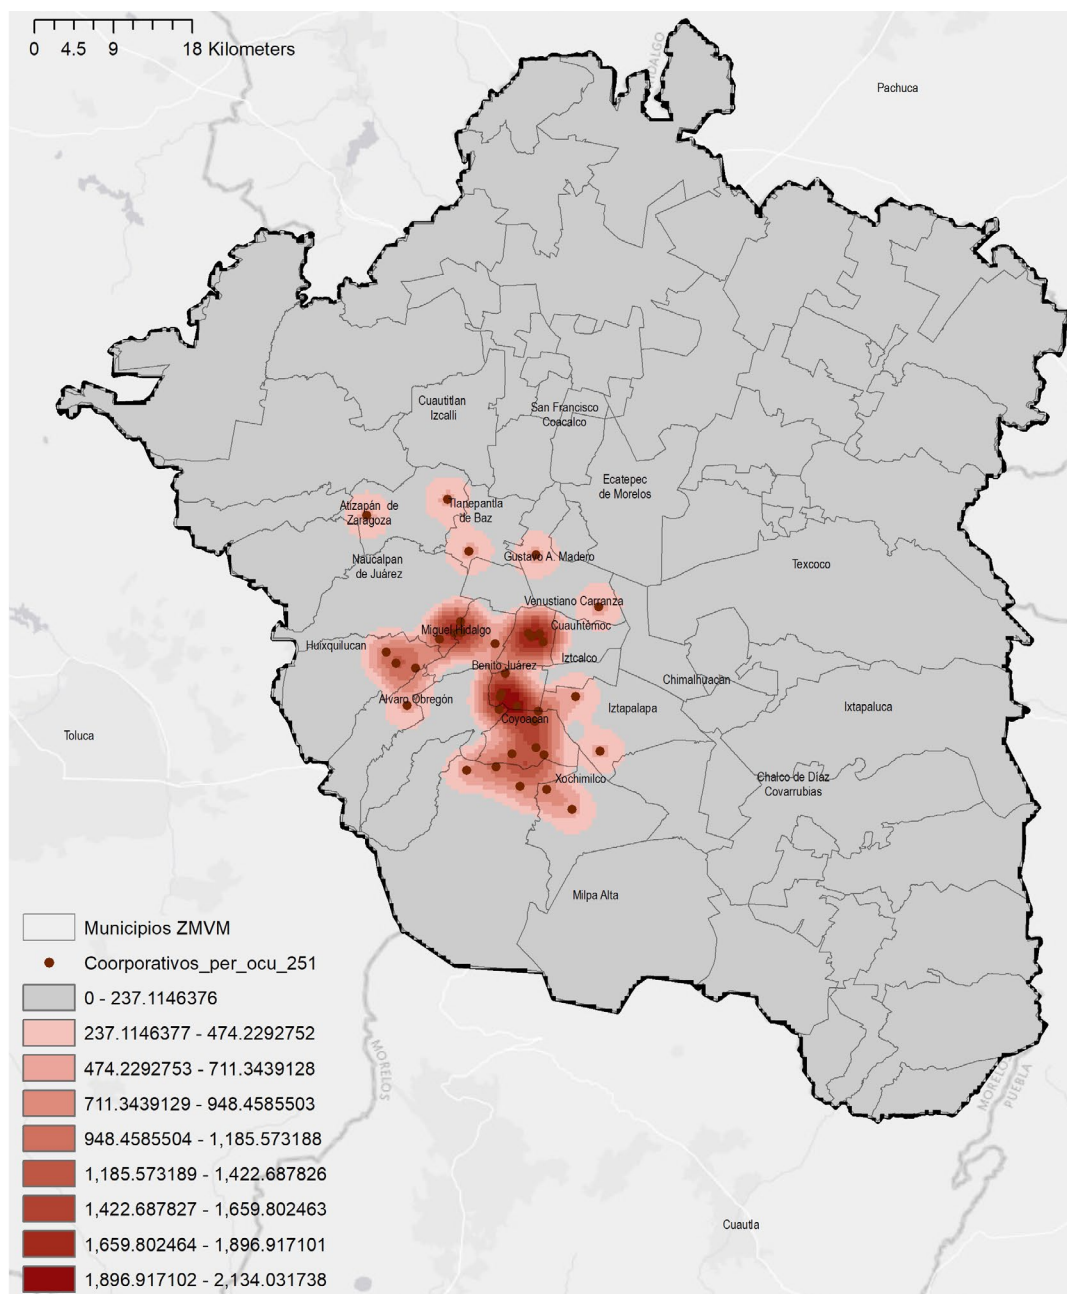 0 4.5 9 18 Kilometers
HIDALGO
Pachuca
Cuautitlan
Izcalli
San Francisco
Coacalco
Ecatepec
de Morelos
Atizapán de
Zaragoza
Tlanepantla
de Baz
Naucalpan
de Juárez
Gustavo A. Madero
Texcoco
Venustiano Carranza
Cuauhtemoc
Miguel Hidalgo
Huixquilucan
Iztcalco
Benito Juárez
Chimalhuacan
Alvaro Obregón
Iztapalapa
Ixtapaluca
Coyoacan
Toluca
Xochimilco
Chalco de Díaz
Covarrubias
Milpa Alta
Municipios ZMVM
Coorporativos_per_ocu_251
0 - 237.1146376
237.1146377 - 474.2292752
474.2292753 - 711.3439128
711.3439129 - 948.4585503
948.4585504 - 1,185.573188
1,185.573189 - 1,422.687826
1,422.687827 - 1,659.802463
1,659.802464 - 1,896.917101
1,896.917102 - 2,134.031738
MORELOS
MORELOS
PUEBLA
Cuautla